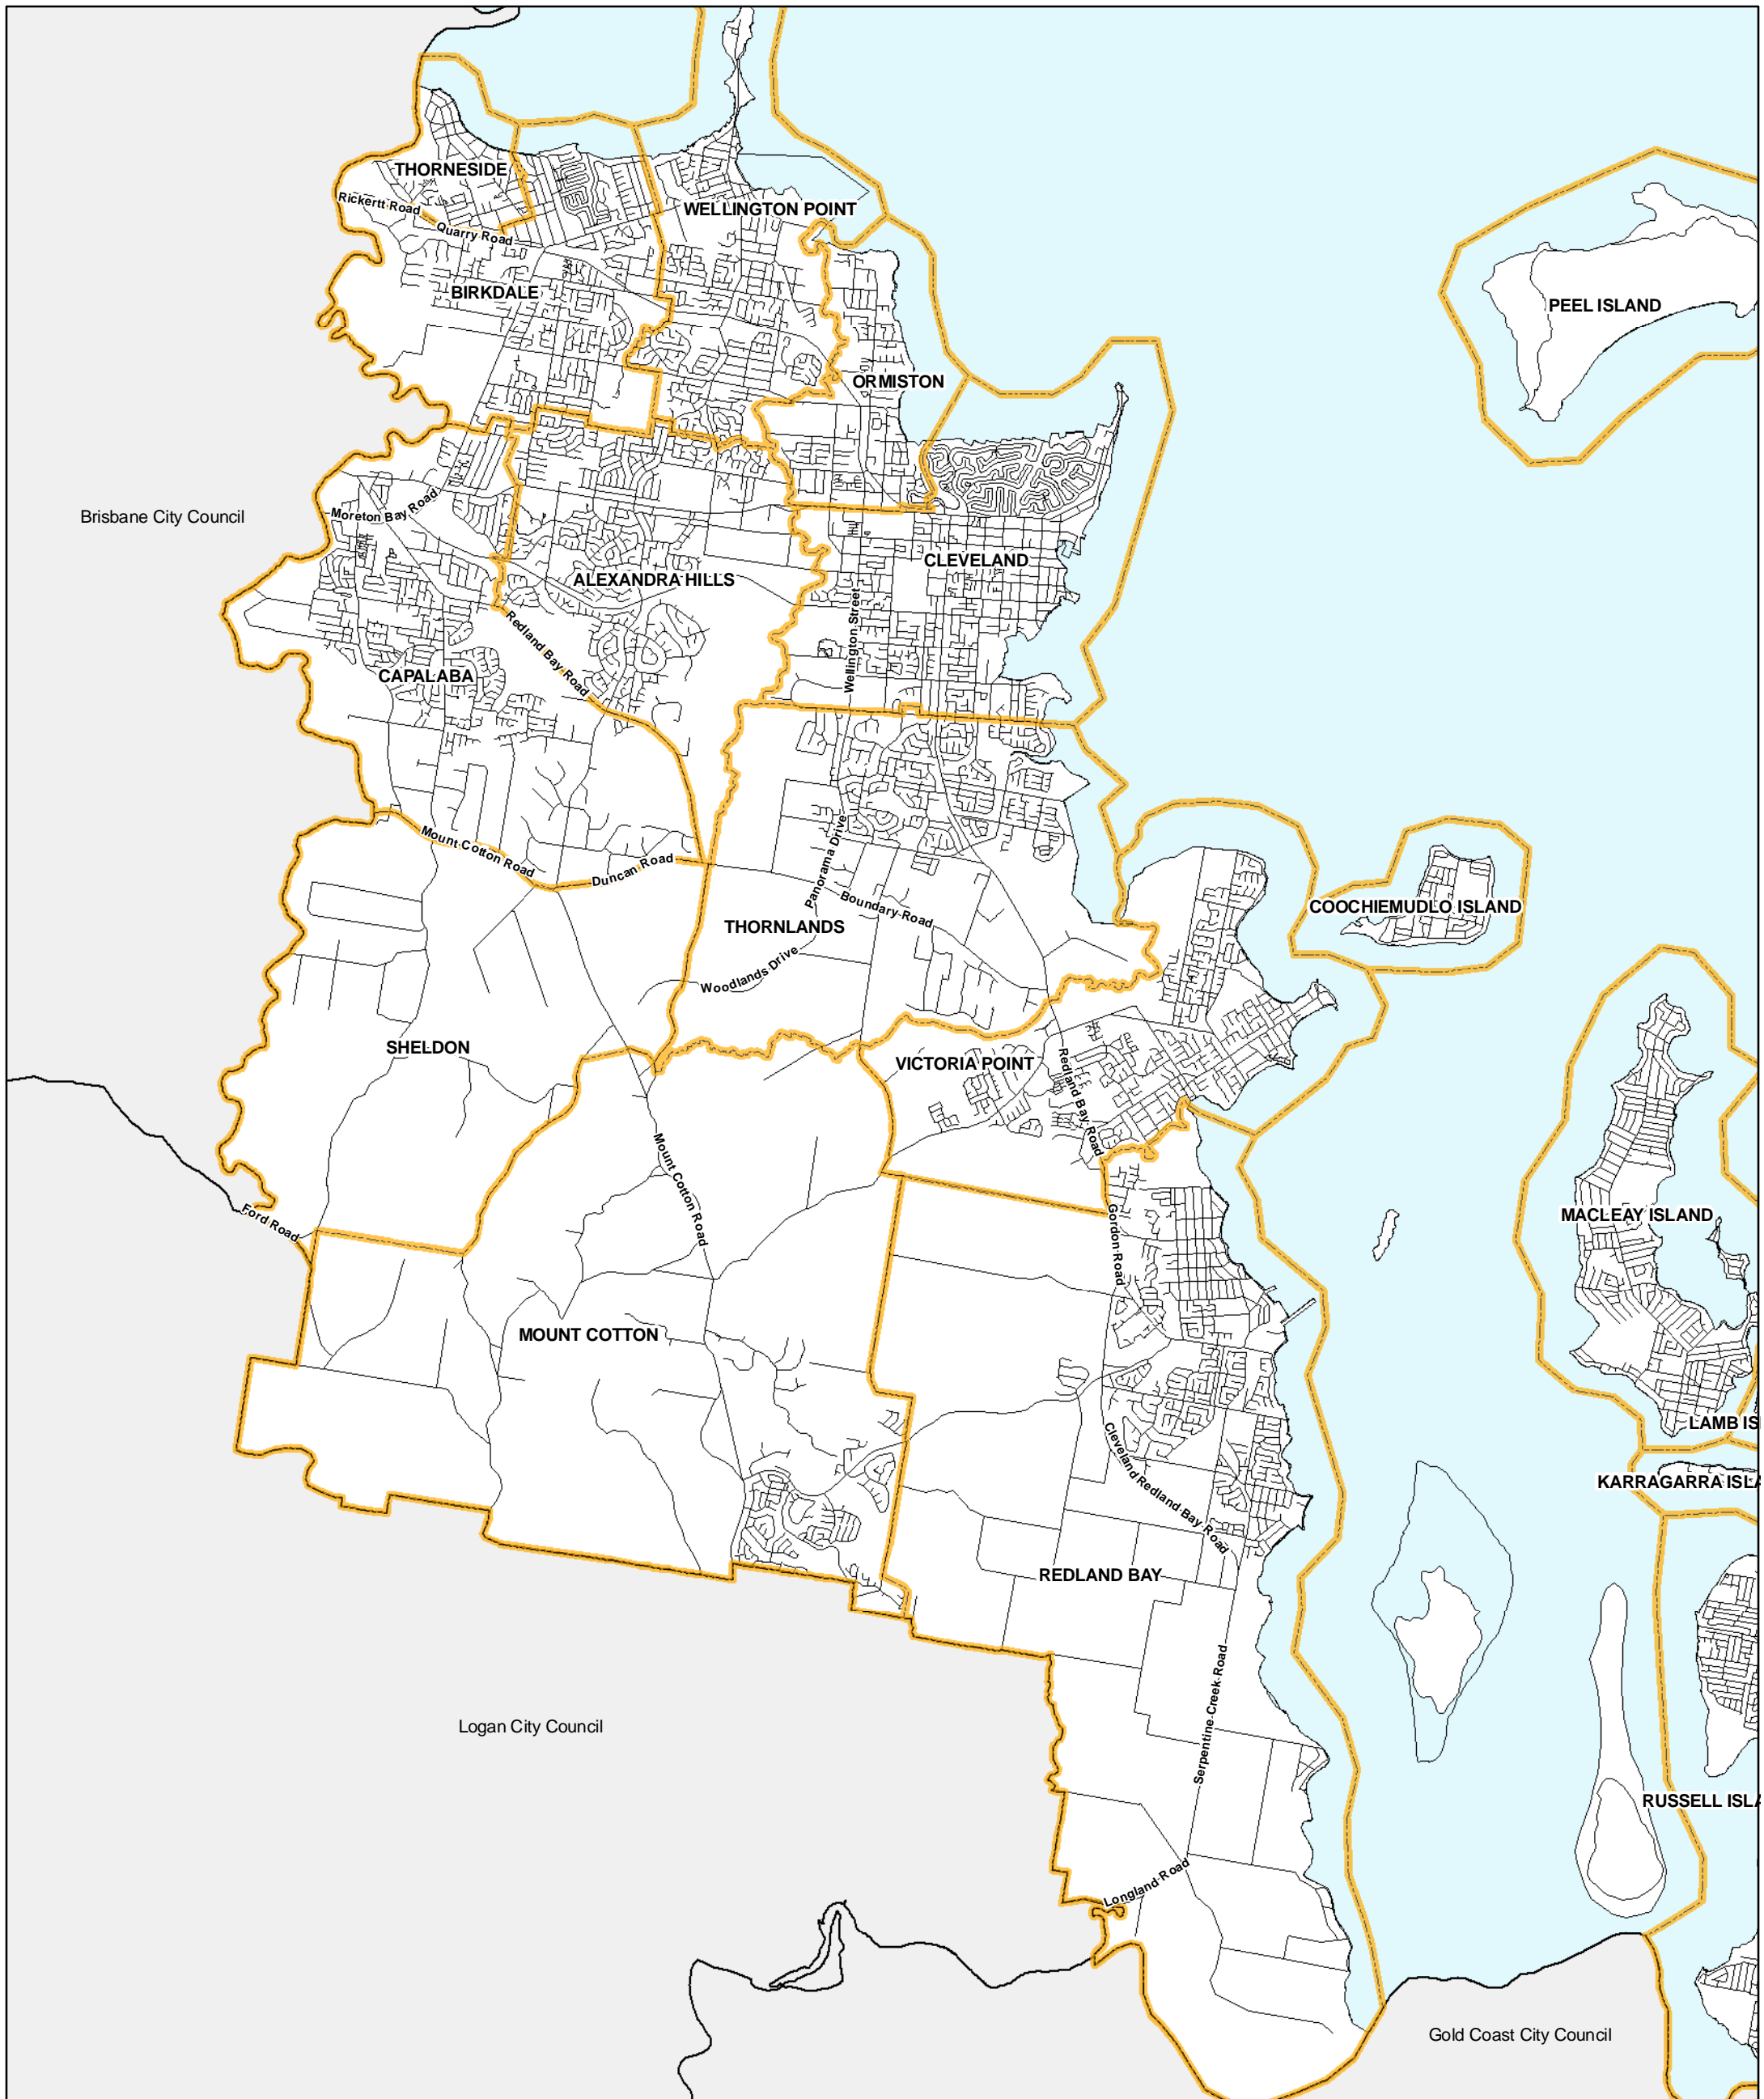 THORNESIDE
Rickertt Road
WELLINGTON POINT
Quarry Road
BIRKDALE
PEEL ISLAND
ORMISTON
Moreton Bay Road
Brisbane City Council
CLEVELAND
ALEXANDRA HILLS
Wellington Street
Redland Bay Road
CAPALABA
Mount Cotton Road
Duncan Road
Panorama Drive
Boundary Road
COOCHIEMUDLO ISLAND
THORNLANDS
Woodlands Drive
SHELDON
VICTORIA POINT
Redland Bay Road
Mount Cotton Road
Ford Road
Gordon Road
MACLEAY ISLAND
MOUNT COTTON
LAMB IS
Cleveland Redland Bay Road
KARRAGARRA ISLA
REDLAND BAY
Serpentine Creek Road
Logan City Council
RUSSELL ISLA
Longland Road
Gold Coast City Council